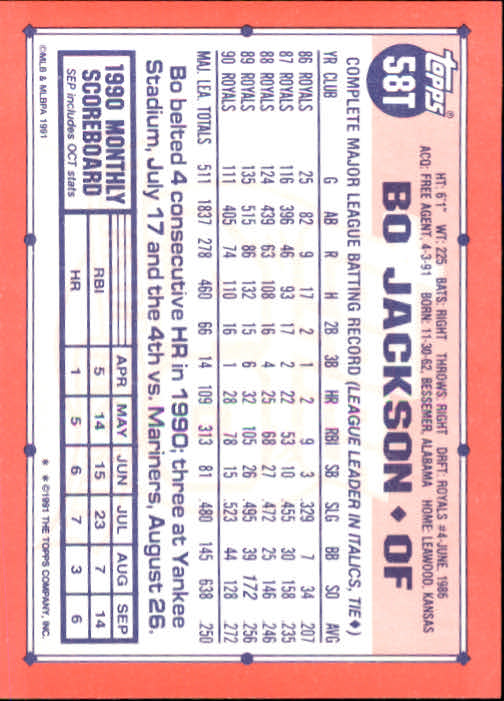 topps®
58T
HT: 6'1" WT: 225 BATS: RIGHT THROWS: RIGHT DRFT: ROYALS #4-JUNE, 1986
ACQ: FREE AGENT, 4-3-91 BORN: 11-30-62, BESSEMER, ALABAMA HOME: LEAWOOD, KANSAS
BO JACKSON ♦ OF
COMPLETE MAJOR LEAGUE BATTING RECORD (LEAGUE LEADER IN ITALICS, TIE♦)
YR CLUB G AB R H 2B 3B HR RBI SB SLG BB SO AVG
86 ROYALS 25 82 9 17 2 1 2 9 3 .329 7 34 .207
87 ROYALS 116 396 46 93 17 2 22 53 10 .455 30 158 .235
88 ROYALS 124 439 63 108 16 4 25 68 27 .472 25 146 .246
89 ROYALS 135 515 86 132 15 6 32 105 26 .495 39 172 .256
90 ROYALS 111 405 74 110 16 1 28 78 15 .523 44 128 .272
MAJ. LEA. TOTALS 511 1837 278 460 66 14 109 313 81 .480 145 638 .250
Bo belted 4 consecutive HR in 1990; three at Yankee
Stadium, July 17 and the 4th vs. Mariners, August 26.
1990 MONTHLY
SCOREBOARD
SEP includes OCT stats
APR MAY JUN JUL AUG SEP
RBI 5 14 15 23 7 14
HR 1 5 6 7 3 6
©MLB & MLBPA 1991
* *©1991 THE TOPPS COMPANY, INC.